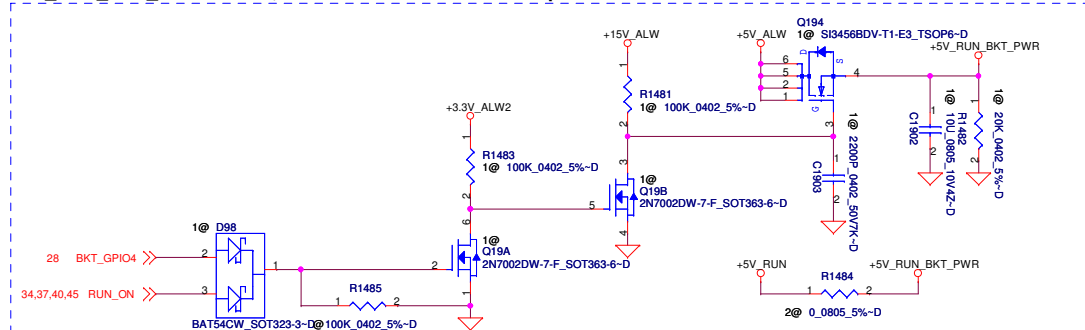 Q194
1@ SI3456BDV-T1-E3_TSOP6~D
+15V_ALW
+5V_ALW
+5V_RUN_BKT_PWR
D
S
G
6
5
2
1
4
3
1
R1481
1@ 100K_0402_5%~D
2
+3.3V_ALW2
1
R1483
1@ 100K_0402_5%~D
2
1@ 2200P_0402_50V7K~D
C1903
1
2
1@ 10U_0805_10V4Z~D
C1902
1
2
1@ 20K_0402_5%~D
R1482
1
2
3
1@
Q19B
2N7002DW-7-F_SOT363-6~D
5
4
6
1@
Q19A
2N7002DW-7-F_SOT363-6~D
2
1
1@ D98
28 BKT_GPIO4
2
1
34,37,40,45 RUN_ON
3
BAT54CW_SOT323-3~D
R1485
1 2
1@ 100K_0402_5%~D
+5V_RUN
R1484
+5V_RUN_BKT_PWR
1 2
2@ 0_0805_5%~D